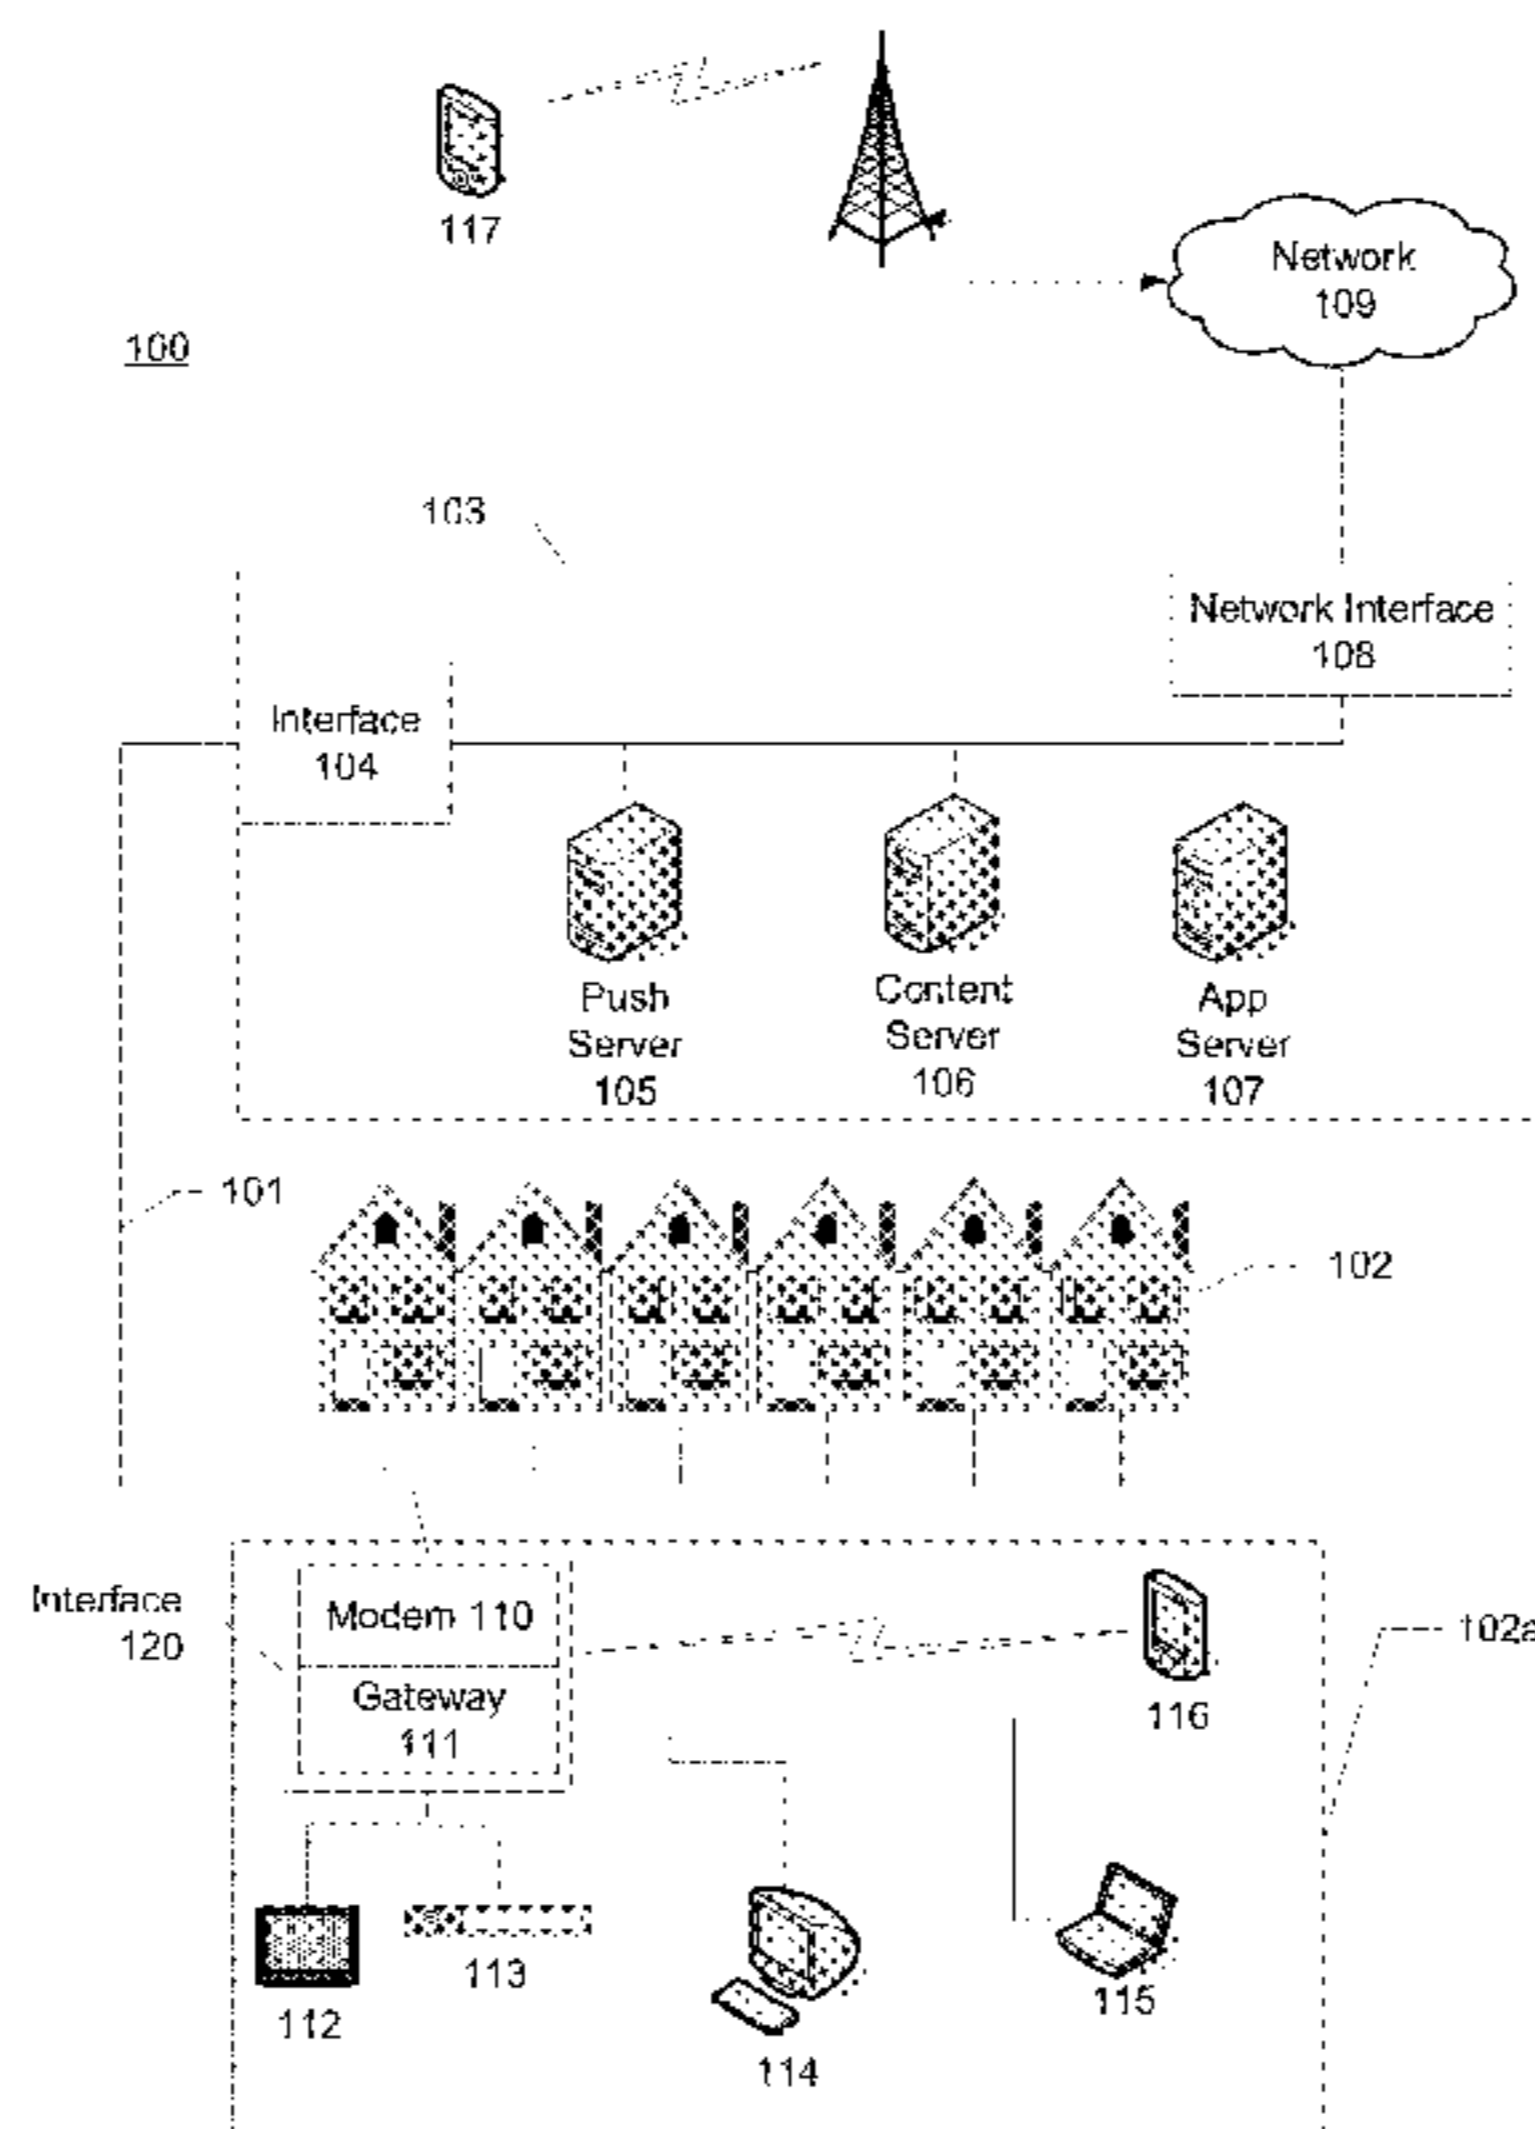 117
Network
109
100
103
Network Interface
108
Interface
104
Push
Server
105
Content
Server
106
App
Server
107
101
102
Interface
120
Modem 110
Gateway
111
116
102a
112
113
114
115